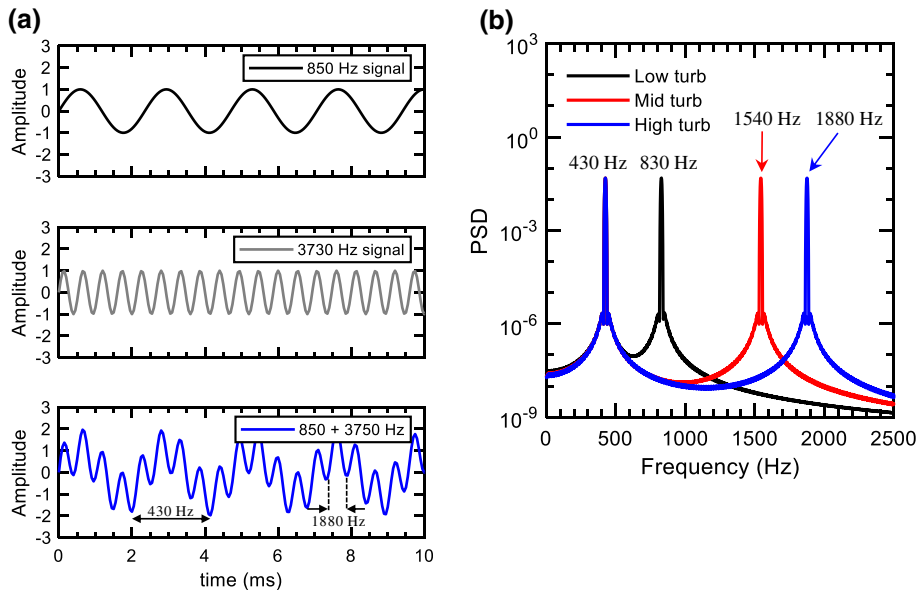 (a)
3
2
1
0
-1
-2
-3
Amplitude
850 Hz signal
3
2
1
0
-1
-2
-3
Amplitude
3730 Hz signal
3
2
1
0
-1
-2
-3
Amplitude
850 + 3750 Hz
430 Hz
1880 Hz
0 2 4 6 8 10
time (ms)
(b)
10^3
10^0
10^-3
10^-6
10^-9
PSD
Low turb
Mid turb
High turb
1540 Hz 1880 Hz
430 Hz 830 Hz
0 500 1000 1500 2000 2500
Frequency (Hz)